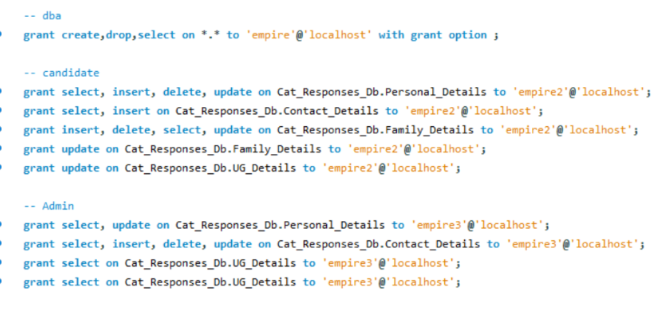 -- dba
grant create,drop,select on *.* to 'empire'@'localhost' with grant option ;
-- candidate
grant select, insert, delete, update on Cat_Responses_Db.Personal_Details to 'empire2'@'localhost';
grant select, insert on Cat_Responses_Db.Contact_Details to 'empire2'@'localhost';
grant insert, delete, select, update on Cat_Responses_Db.Family_Details to 'empire2'@'localhost';
grant update on Cat_Responses_Db.Family_Details to 'empire2'@'localhost';
grant update on Cat_Responses_Db.UG_Details to 'empire2'@'localhost';
-- Admin
grant select, update on Cat_Responses_Db.Personal_Details to 'empire3'@'localhost';
grant select, insert, delete, update on Cat_Responses_Db.Contact_Details to 'empire3'@'localhost';
grant select on Cat_Responses_Db.UG_Details to 'empire3'@'localhost';
grant select on Cat_Responses_Db.UG_Details to 'empire3'@'localhost';